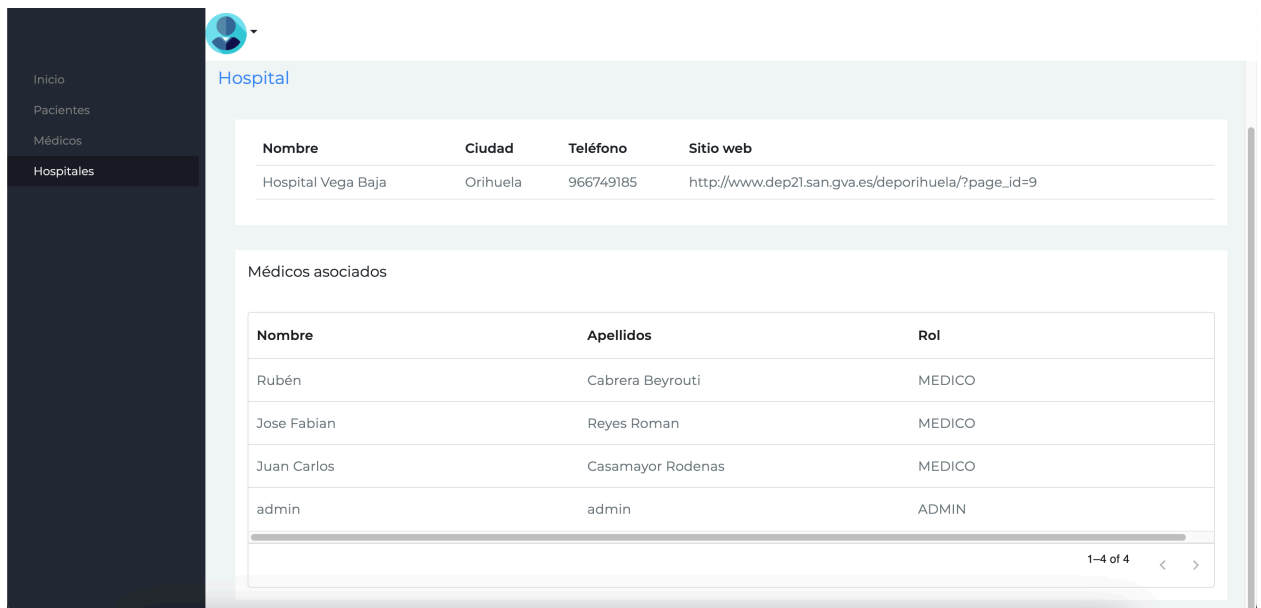 Inicio
Pacientes
Médicos
Hospitales
Hospital
Nombre Ciudad Teléfono Sitio web
Hospital Vega Baja Orihuela 966749185 http://www.dep21.san.gva.es/deporihuela/?page_id=9
Médicos asociados
Nombre Apellidos Rol
Rubén Cabrera Beyrouti MEDICO
Jose Fabian Reyes Roman MEDICO
Juan Carlos Casamayor Rodenas MEDICO
admin admin ADMIN
1–4 of 4